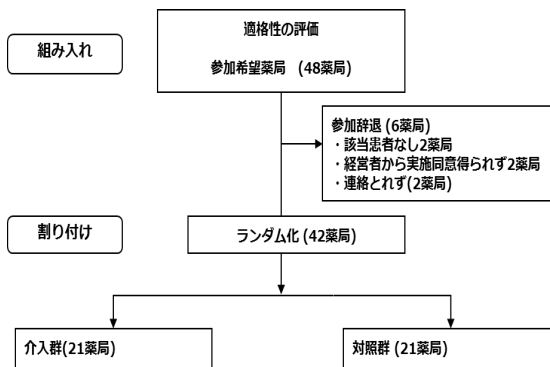 適格性の評価
組み入れ
参加希望薬局 (48薬局)
参加辞退 (6薬局)
・該当患者なし2薬局
・経営者から実施同意得られず2薬局
・連絡とれず(2薬局)
割り付け
ランダム化 (42薬局)
介入群(21薬局)
対照群 (21薬局)